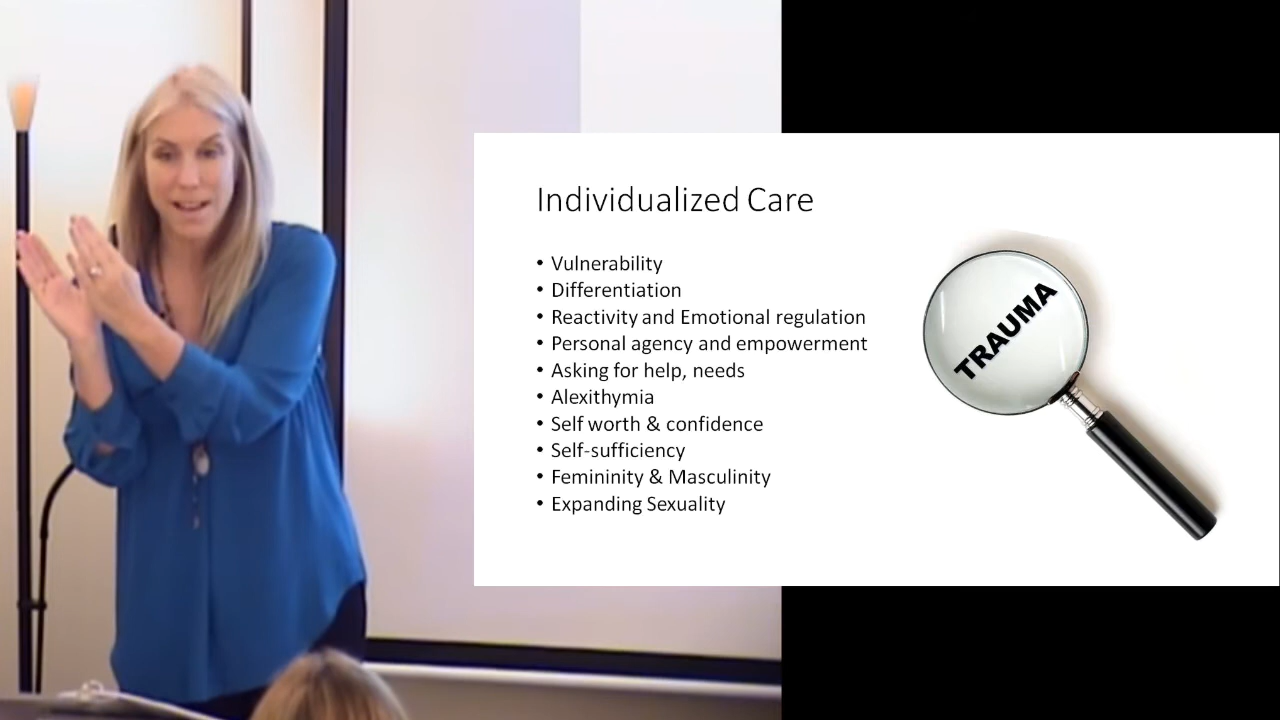 Individualized Care
• Vulnerability
• Differentiation
• Reactivity and Emotional regulation
• Personal agency and empowerment
• Asking for help, needs
• Alexithymia
• Self worth & confidence
• Self-sufficiency
• Femininity & Masculinity
• Expanding Sexuality
TRAUMA